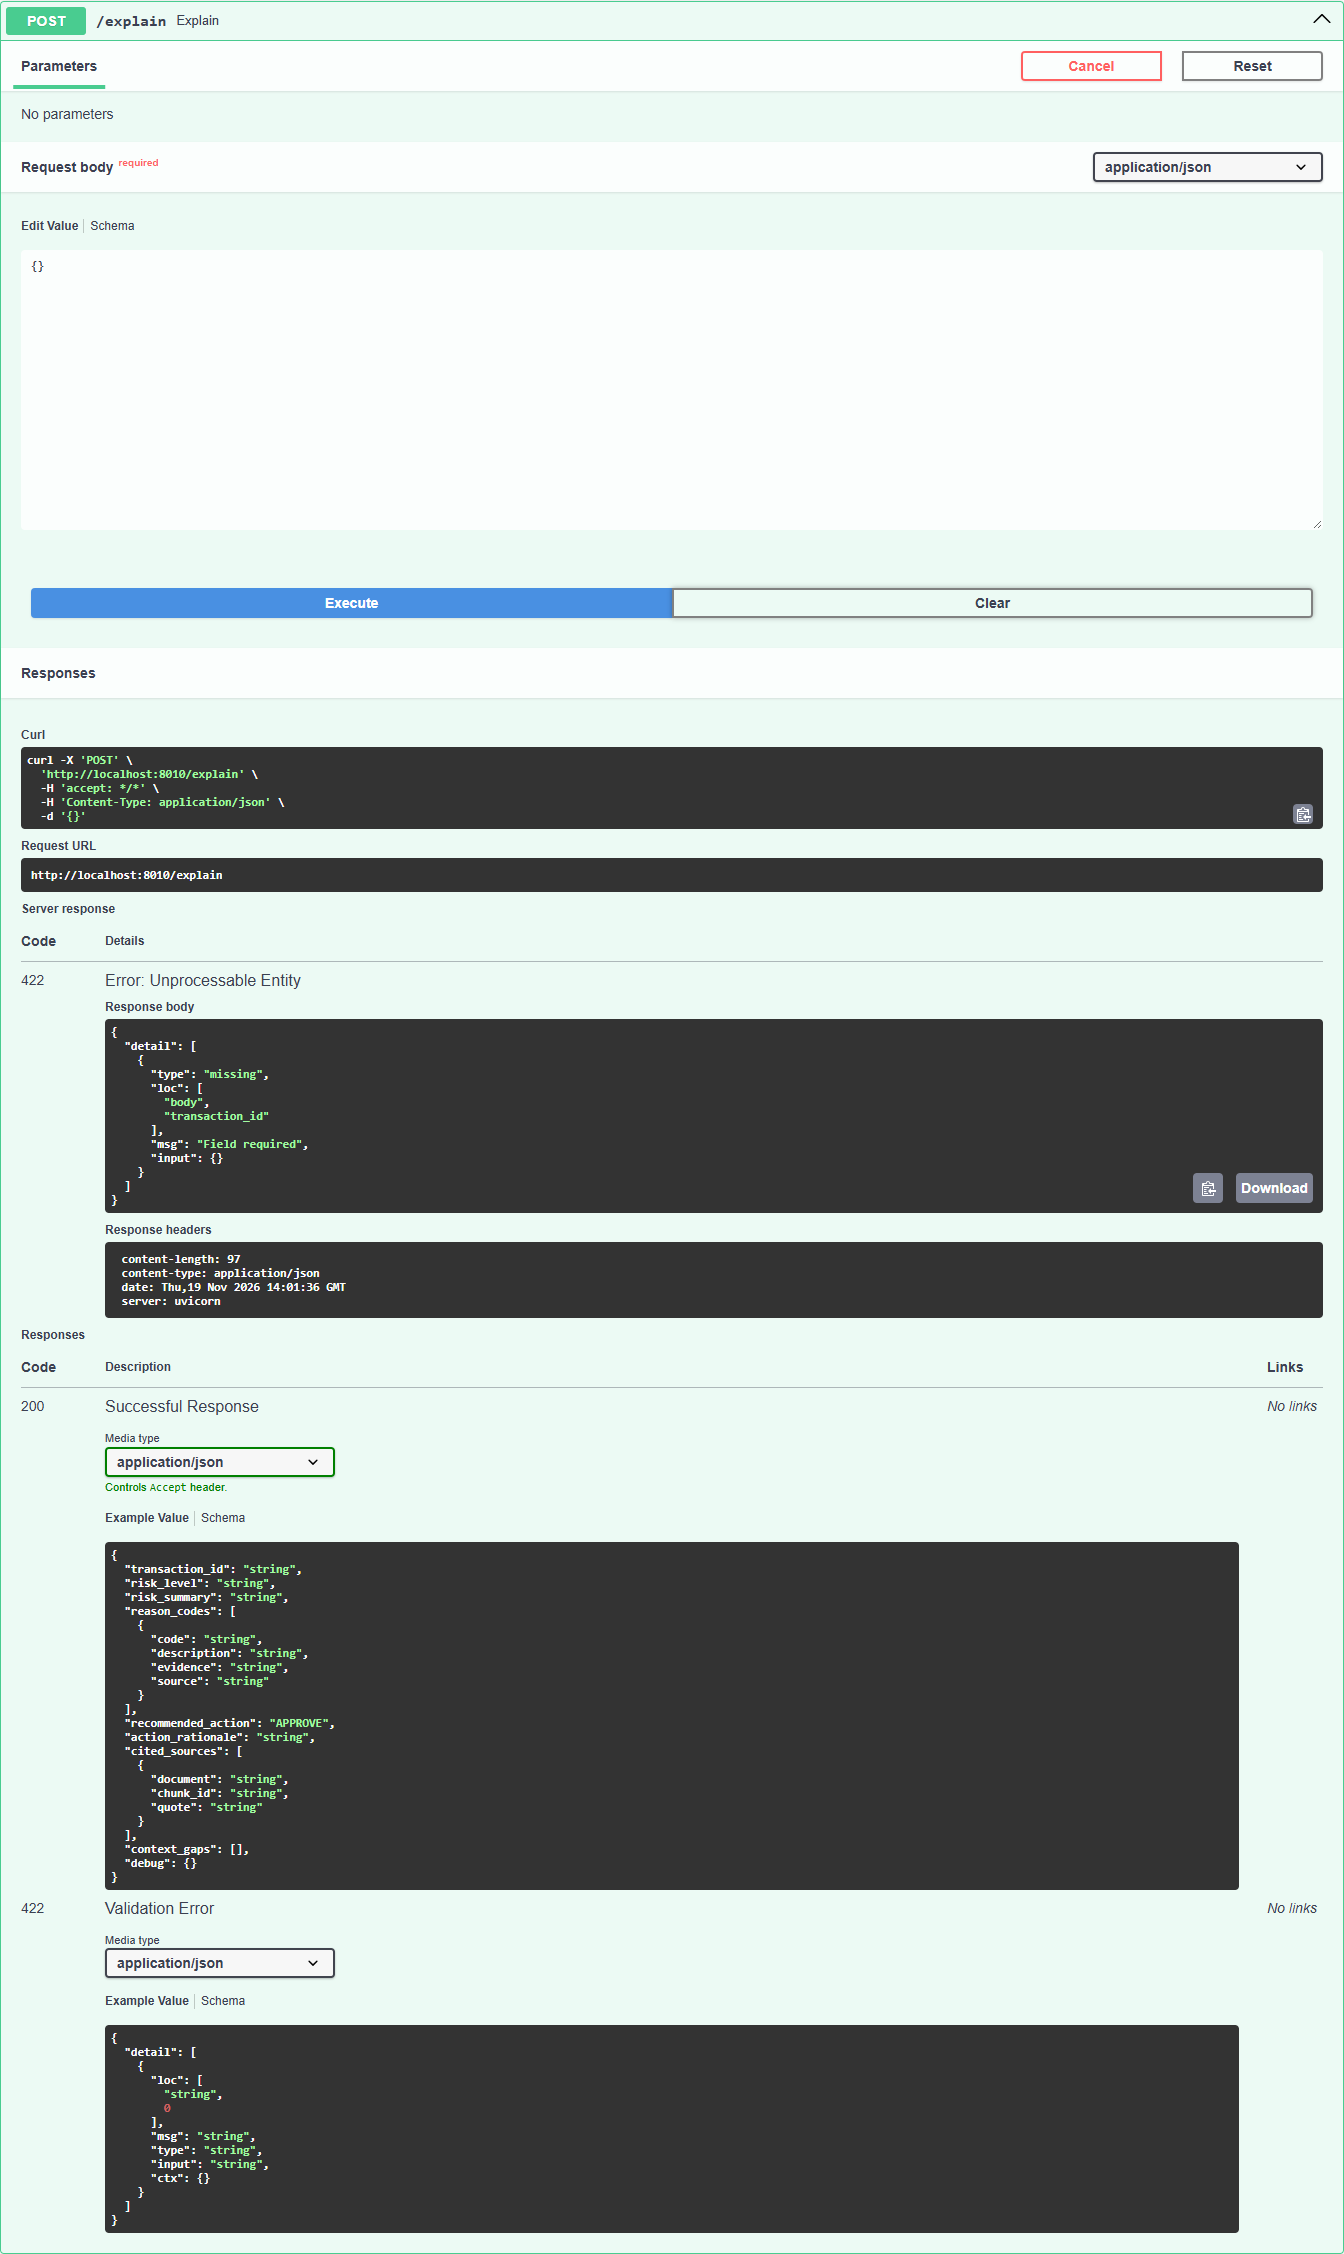 POST /explain Explain
Parameters
Cancel
Reset
No parameters
Request body required
application/json
Edit Value | Schema
{}
Execute
Clear
Responses
Curl
curl -X 'POST' \
  'http://localhost:8010/explain' \
  -H 'accept: */*' \
  -H 'Content-Type: application/json' \
  -d '{}'
Request URL
http://localhost:8010/explain
Server response
Code Details
422 Error: Unprocessable Entity
Response body
{
  "detail": [
    {
      "type": "missing",
      "loc": [
        "body",
        "transaction_id"
      ],
      "msg": "Field required",
      "input": {}
    }
  ]
}
Download
Response headers
content-length: 97
content-type: application/json
date: Thu,19 Nov 2026 14:01:36 GMT
server: uvicorn
Responses
Code Description Links
200 Successful Response No links
Media type
application/json
Controls Accept header.
Example Value | Schema
{
  "transaction_id": "string",
  "risk_level": "string",
  "risk_summary": "string",
  "reason_codes": [
    {
      "code": "string",
      "description": "string",
      "evidence": "string",
      "source": "string"
    }
  ],
  "recommended_action": "APPROVE",
  "action_rationale": "string",
  "cited_sources": [
    {
      "document": "string",
      "chunk_id": "string",
      "quote": "string"
    }
  ],
  "context_gaps": [],
  "debug": {}
}
422 Validation Error No links
Media type
application/json
Example Value | Schema
{
  "detail": [
    {
      "loc": [
        "string",
        0
      ],
      "msg": "string",
      "type": "string",
      "input": "string",
      "ctx": {}
    }
  ]
}